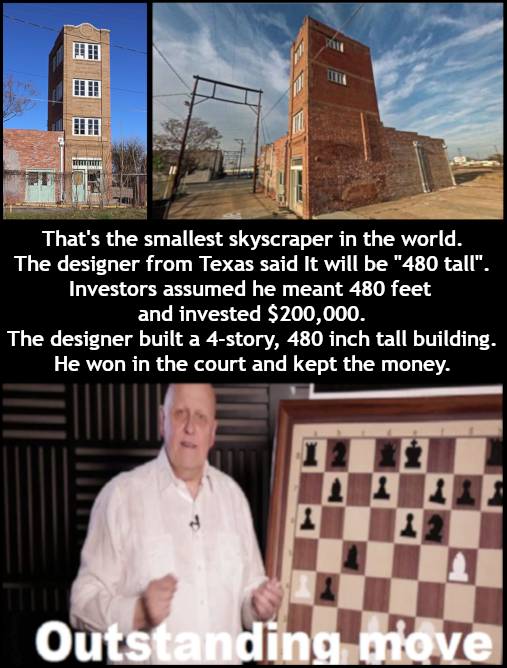 That's the smallest skyscraper in the world.
The designer from Texas said It will be "480 tall".
Investors assumed he meant 480 feet
and invested $200,000.
The designer built a 4-story, 480 inch tall building.
He won in the court and kept the money.
Outstanding move